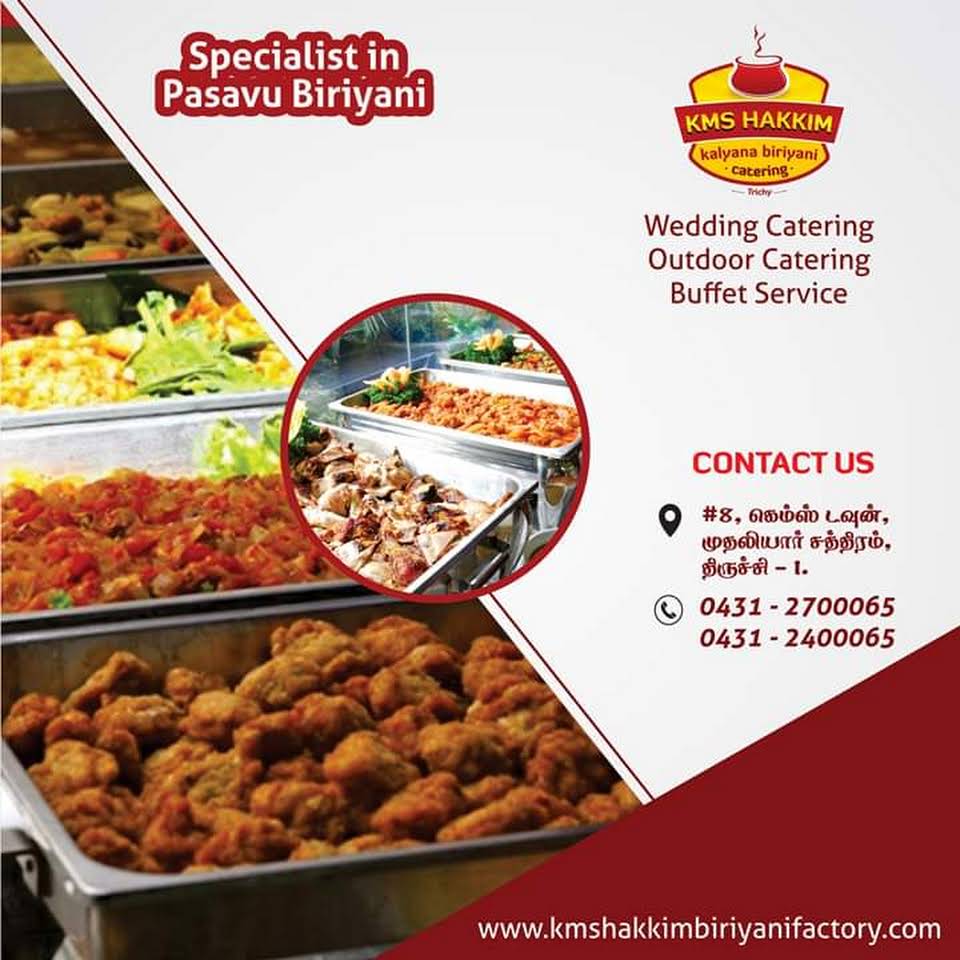 Specialist in
Pasavu Biriyani
KMS HAKKIM
kalyana biriyani
catering
Trichy
Wedding Catering
Outdoor Catering
Buffet Service
CONTACT US
#8, கெம்ஸ் டவுன்,
முதலியார் சத்திரம்,
திருச்சி – 1.
0431 - 2700065
0431 - 2400065
www.kmshakkimbiriyanifactory.com